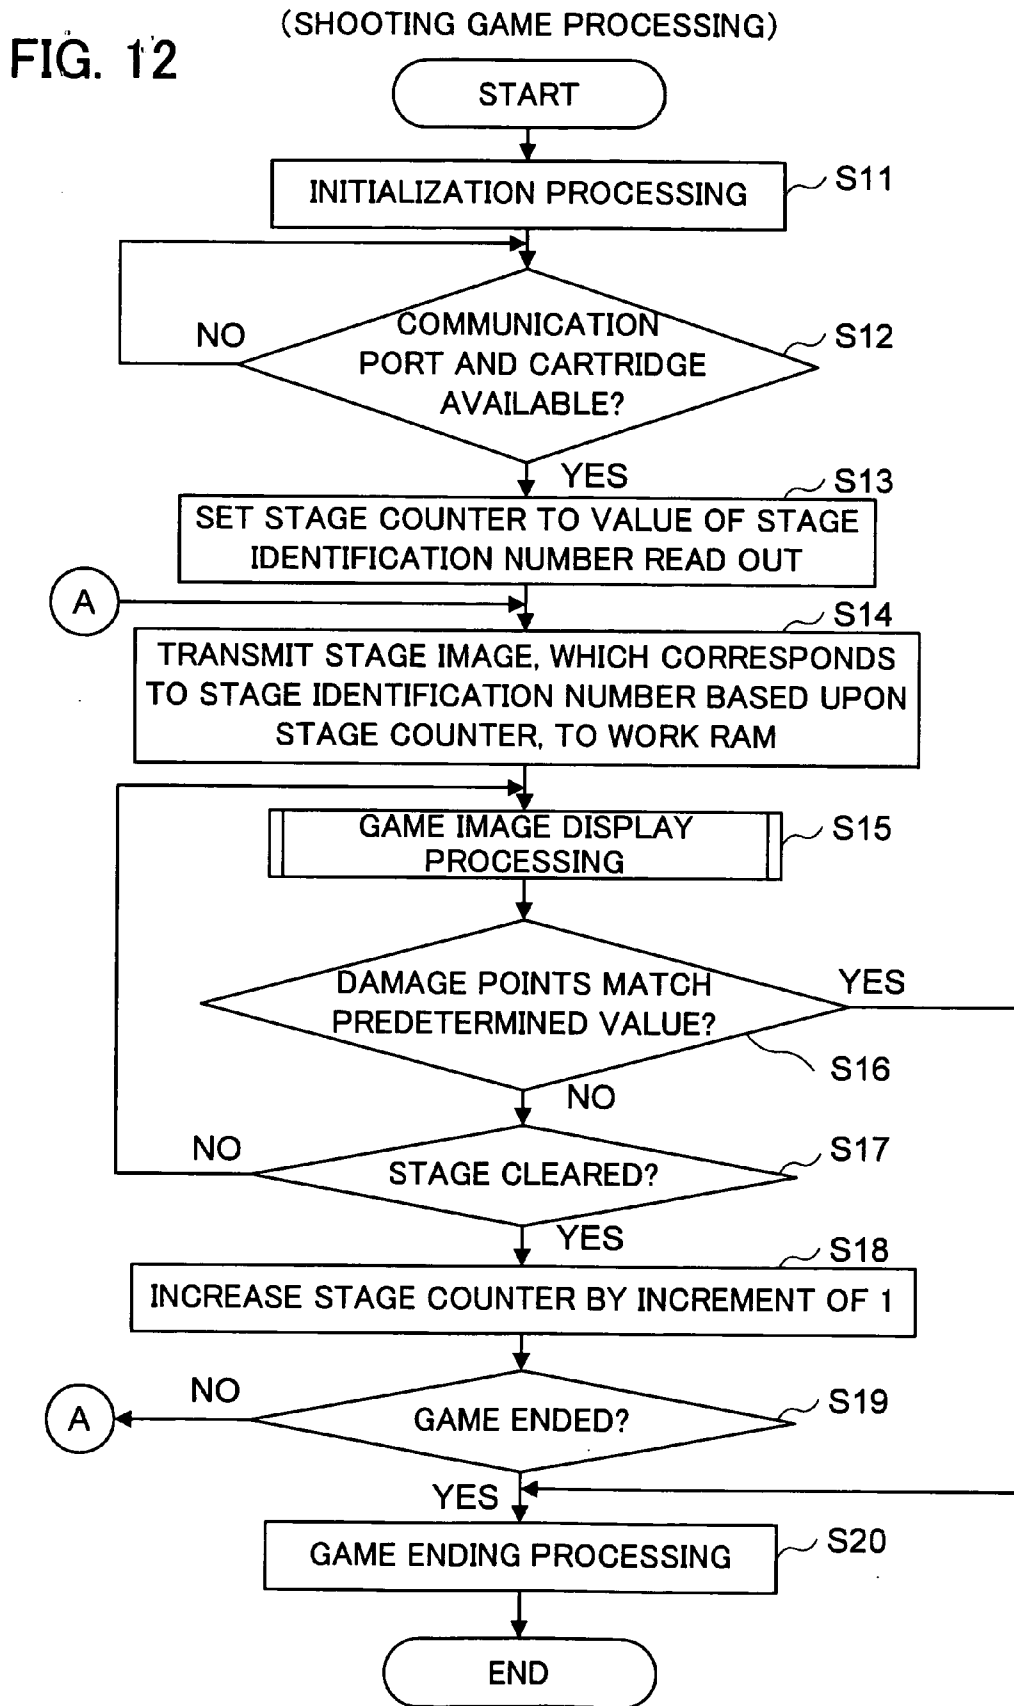 (SHOOTING GAME PROCESSING)
FIG. 12
START
INITIALIZATION PROCESSING
S11
NO
COMMUNICATION
PORT AND CARTRIDGE
AVAILABLE?
S12
YES
S13
SET STAGE COUNTER TO VALUE OF STAGE
IDENTIFICATION NUMBER READ OUT
A
S14
TRANSMIT STAGE IMAGE, WHICH CORRESPONDS
TO STAGE IDENTIFICATION NUMBER BASED UPON
STAGE COUNTER, TO WORK RAM
GAME IMAGE DISPLAY
PROCESSING
S15
DAMAGE POINTS MATCH
PREDETERMINED VALUE?
YES
S16
NO
NO
STAGE CLEARED?
S17
YES
S18
INCREASE STAGE COUNTER BY INCREMENT OF 1
A
NO
GAME ENDED?
S19
YES
GAME ENDING PROCESSING
S20
END